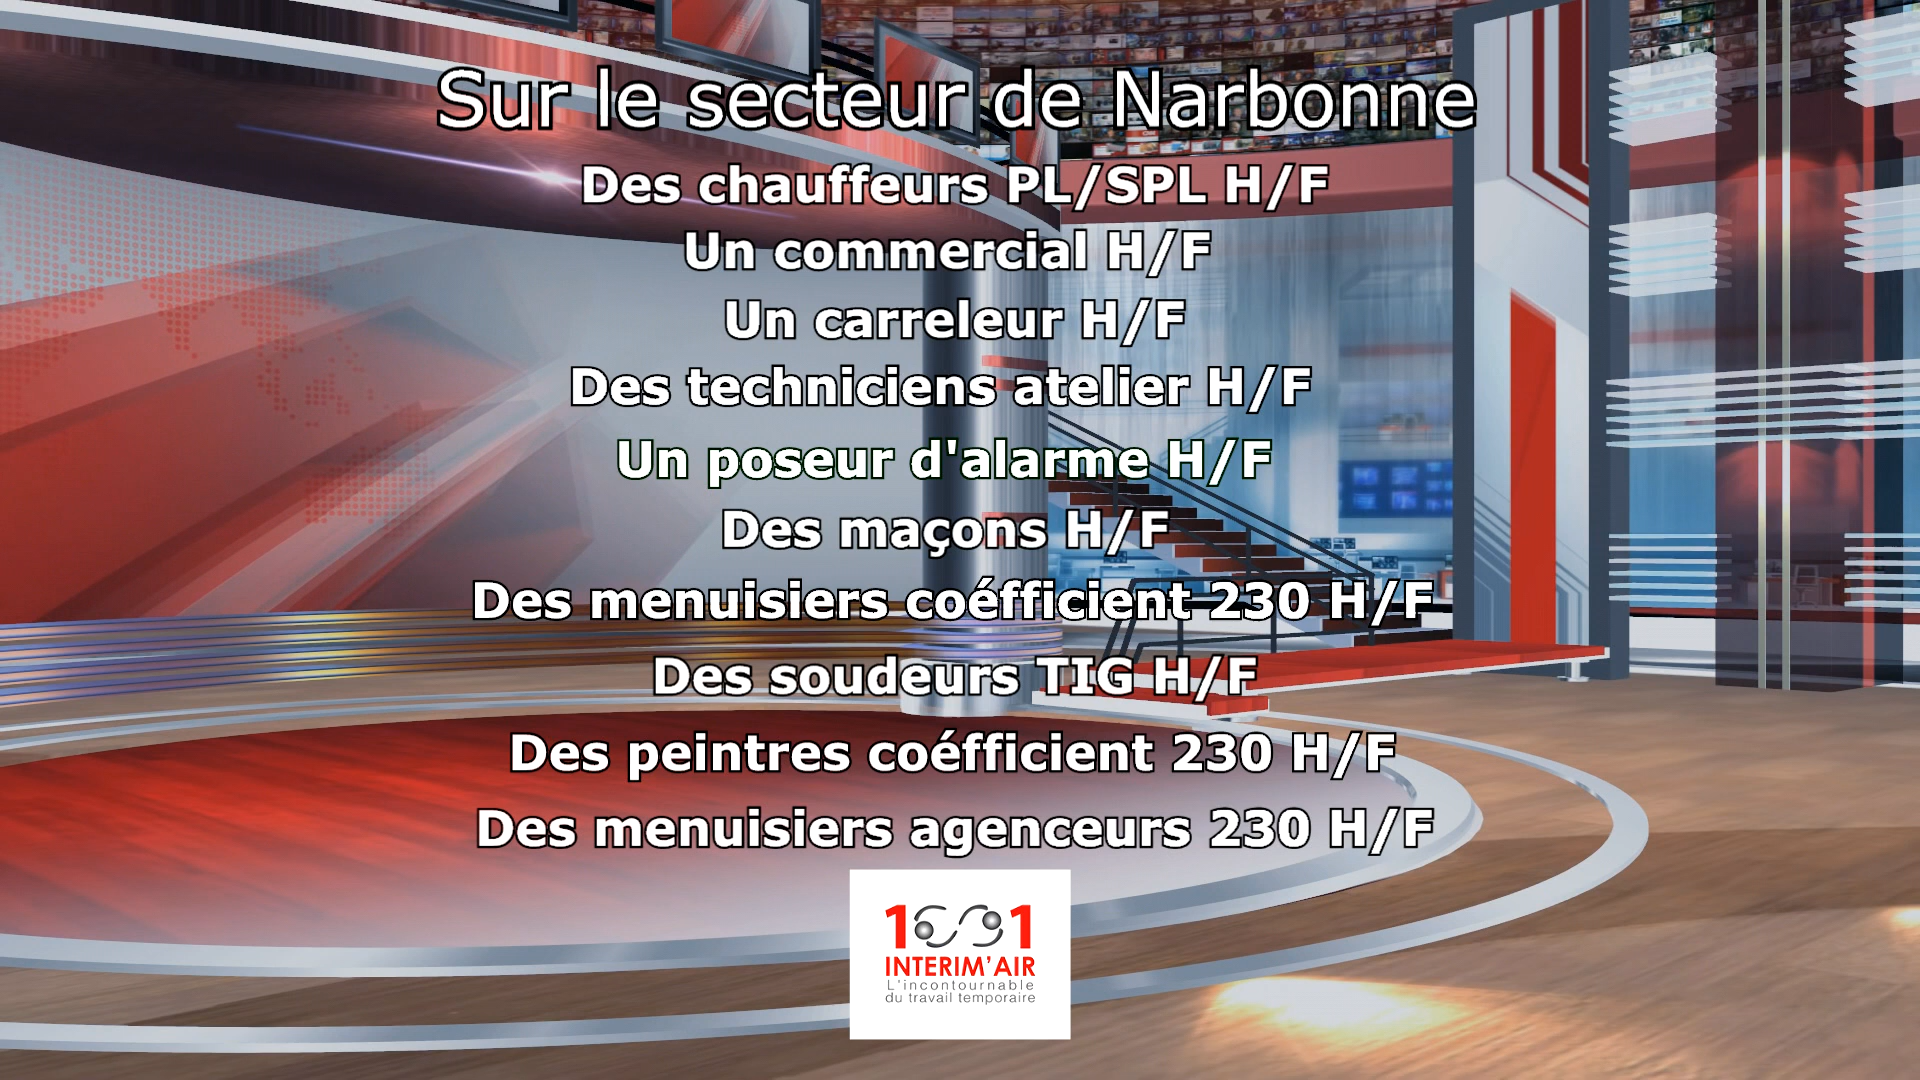 Sur le secteur de Narbonne
Des chauffeurs PL/SPL H/F
Un commercial H/F
Un carreleur H/F
Des techniciens atelier H/F
Un poseur d'alarme H/F
Des maçons H/F
Des menuisiers coéfficient 230 H/F
Des soudeurs TIG H/F
Des peintres coéfficient 230 H/F
Des menuisiers agenceurs 230 H/F
1001
INTERIM'AIR
L'incontournable
du travail temporaire